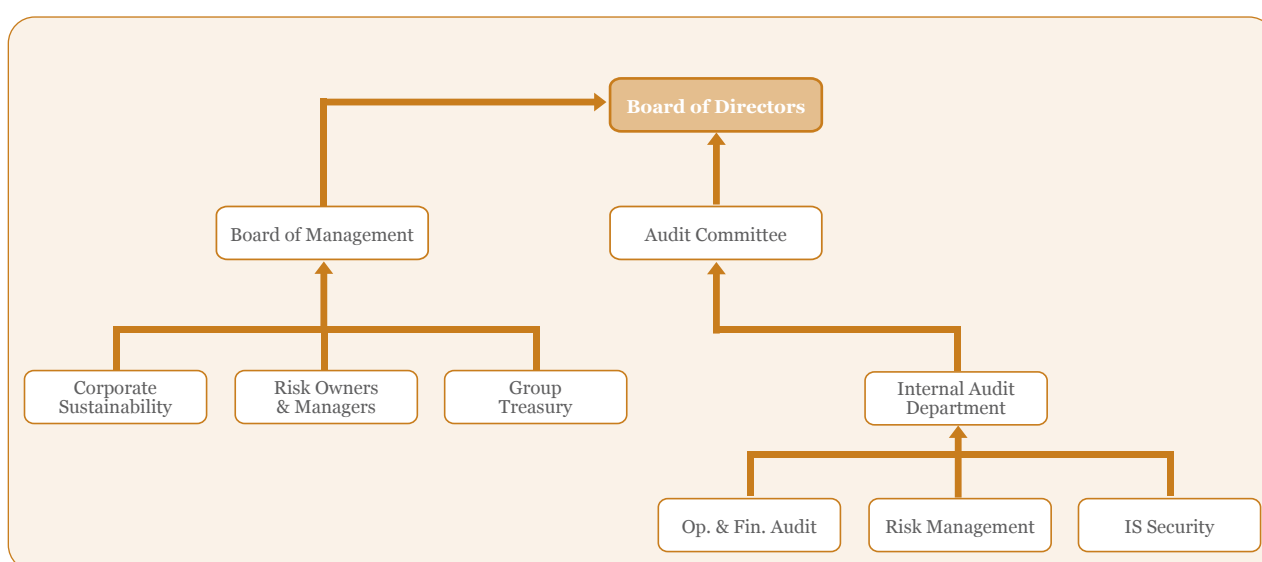 Board of Directors
Board of Management
Audit Committee
Corporate
Sustainability
Risk Owners
& Managers
Group
Treasury
Internal Audit
Department
Op. & Fin. Audit
Risk Management
IS Security